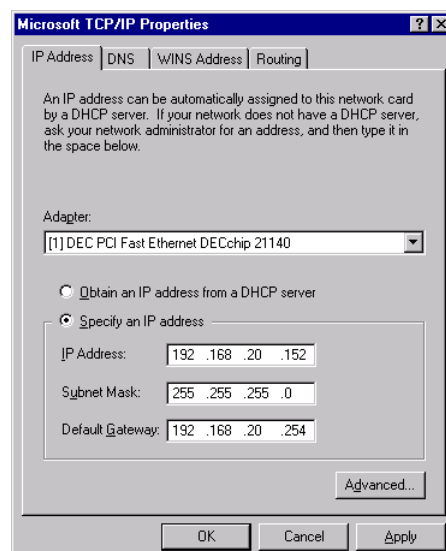 Microsoft TCP/IP Properties
IP Address DNS WINS Address Routing
An IP address can be automatically assigned to this network card
by a DHCP server. If your network does not have a DHCP server,
ask your network administrator for an address, and then type it in
the space below.
Adapter:
[1] DEC PCI Fast Ethernet DECchip 21140
Obtain an IP address from a DHCP server
Specify an IP address
IP Address: 192 .168 .20 .152
Subnet Mask: 255 .255 .255 .0
Default Gateway: 192 .168 .20 .254
Advanced...
OK Cancel Apply